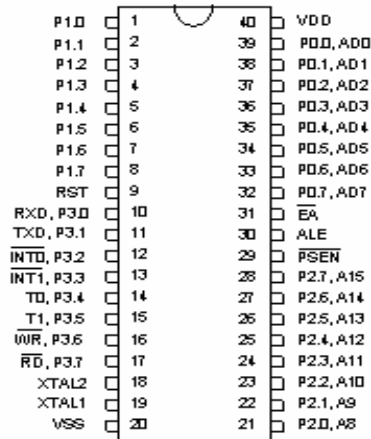 P1.0 1 40 VDD
P1.1 2 39 P0.0, AD0
P1.2 3 38 P0.1, AD1
P1.3 4 37 P0.2, AD2
P1.4 5 36 P0.3, AD3
P1.5 6 35 P0.4, AD4
P1.6 7 34 P0.5, AD5
P1.7 8 33 P0.6, AD6
RST 9 32 P0.7, AD7
RXD, P3.0 10 31 E̅A̅
TXD, P3.1 11 30 ALE
I̅N̅T̅0̅, P3.2 12 29 P̅S̅E̅N̅
I̅N̅T̅1̅, P3.3 13 28 P2.7, A15
T0, P3.4 14 27 P2.6, A14
T1, P3.5 15 26 P2.5, A13
W̅R̅, P3.6 16 25 P2.4, A12
R̅D̅, P3.7 17 24 P2.3, A11
XTAL2 18 23 P2.2, A10
XTAL1 19 22 P2.1, A9
VSS 20 21 P2.0, A8